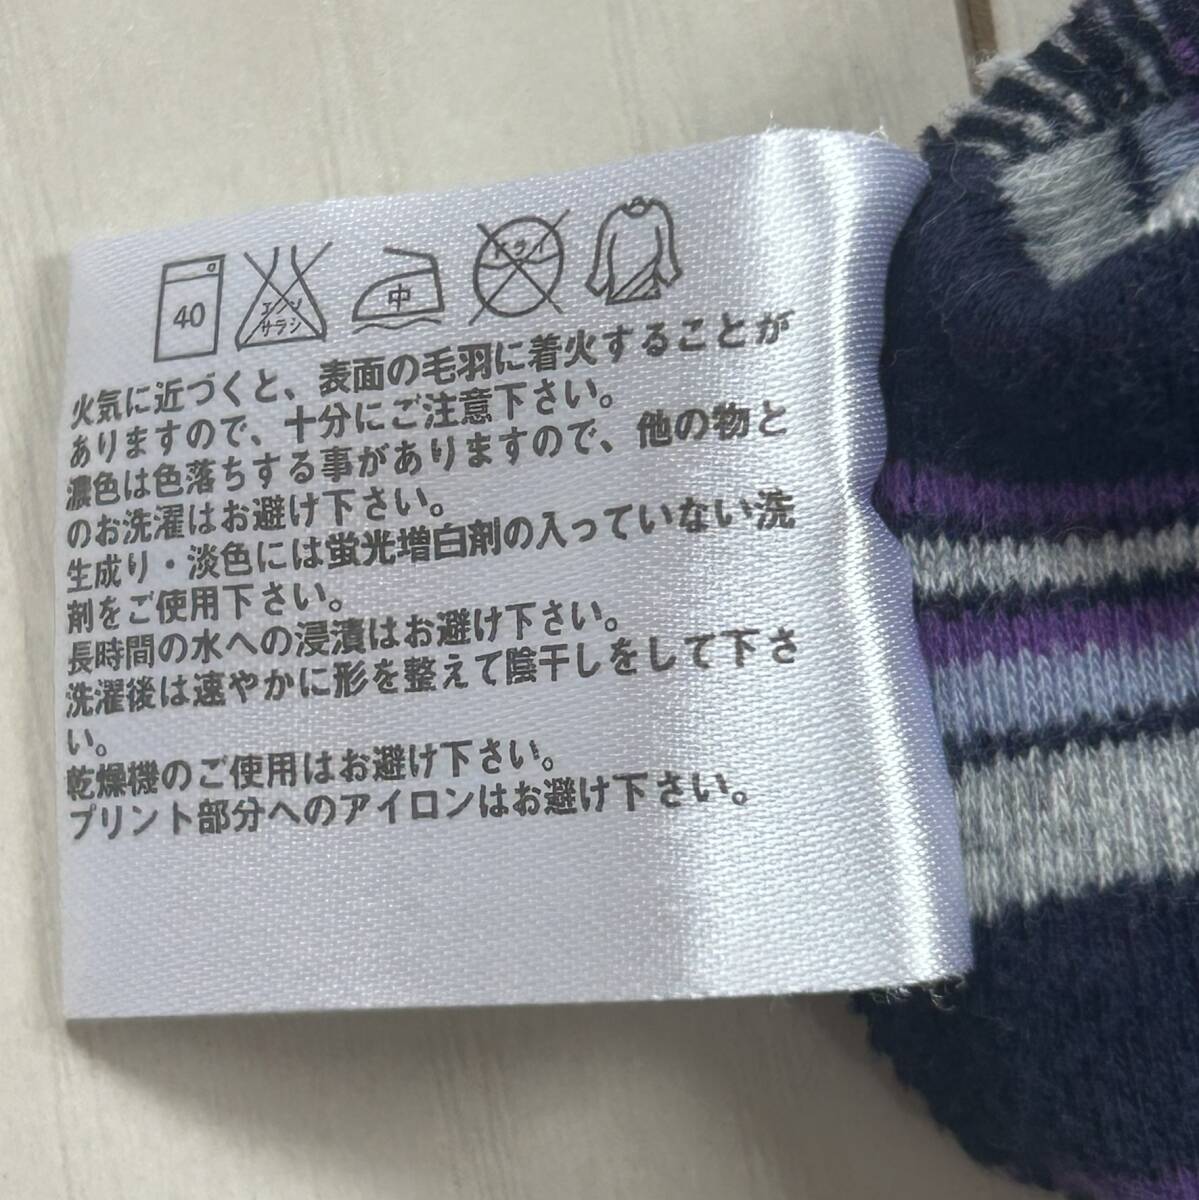 40
エンソ
サラシ
中
ドライ
火気に近づくと、表面の毛羽に着火することが
ありますので、十分にご注意下さい。
濃色は色落ちする事がありますので、他の物と
のお洗濯はお避け下さい。
生成り・淡色には蛍光増白剤の入っていない洗
剤をご使用下さい。
長時間の水への浸漬はお避け下さい。
洗濯後は速やかに形を整えて陰干しをして下さ
い。
乾燥機のご使用はお避け下さい。
プリント部分へのアイロンはお避け下さい。